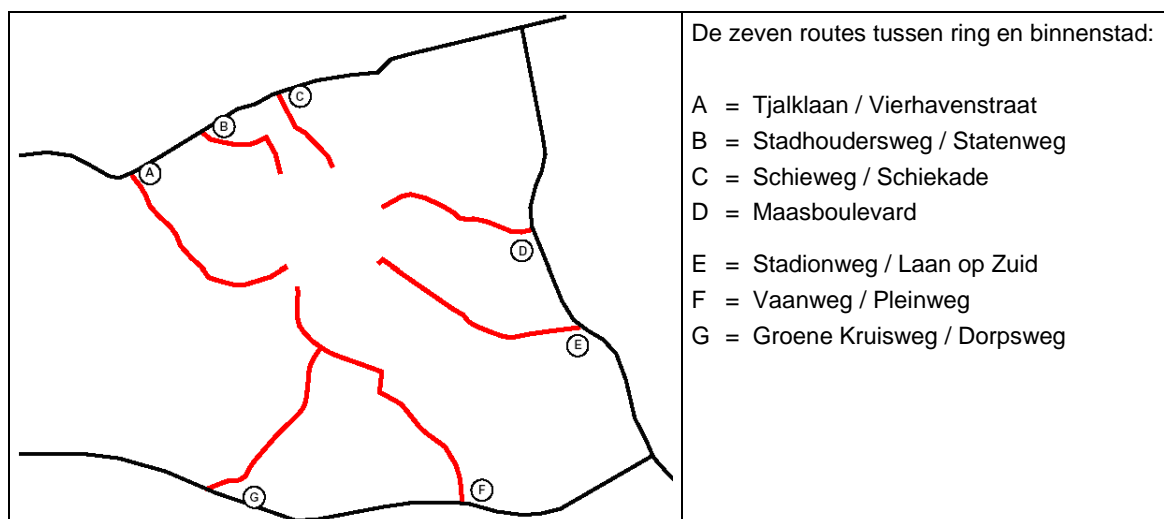 De zeven routes tussen ring en binnenstad:
A = Tjalklaan / Vierhavenstraat
B = Stadhoudersweg / Statenweg
C = Schieweg / Schiekade
D = Maasboulevard
E = Stadionweg / Laan op Zuid
F = Vaanweg / Pleinweg
G = Groene Kruisweg / Dorpsweg
C
B
A
D
E
F
G